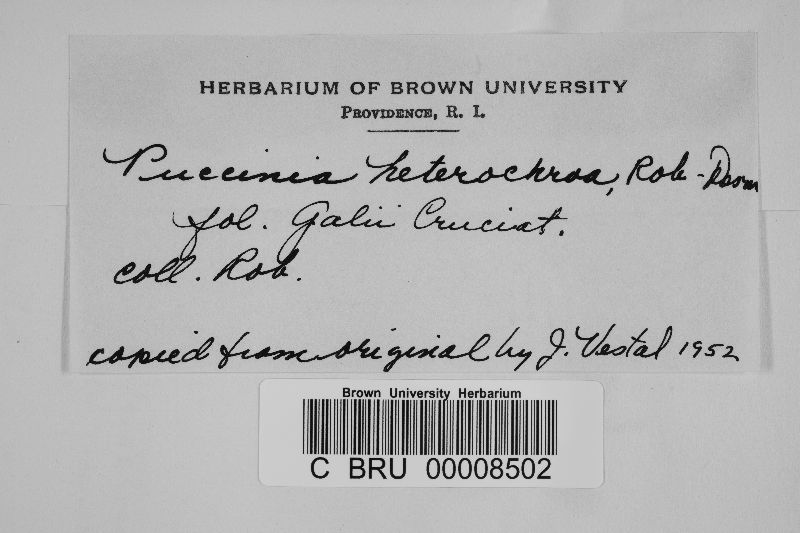 HERBARIUM OF BROWN UNIVERSITY
PROVIDENCE, R. I.
Puccinia heterochroa, Rob-Desm
fol. Galii Cruciat.
coll. Rob.
copied from original by J. Vestal 1952
Brown University Herbarium
C BRU 00008502